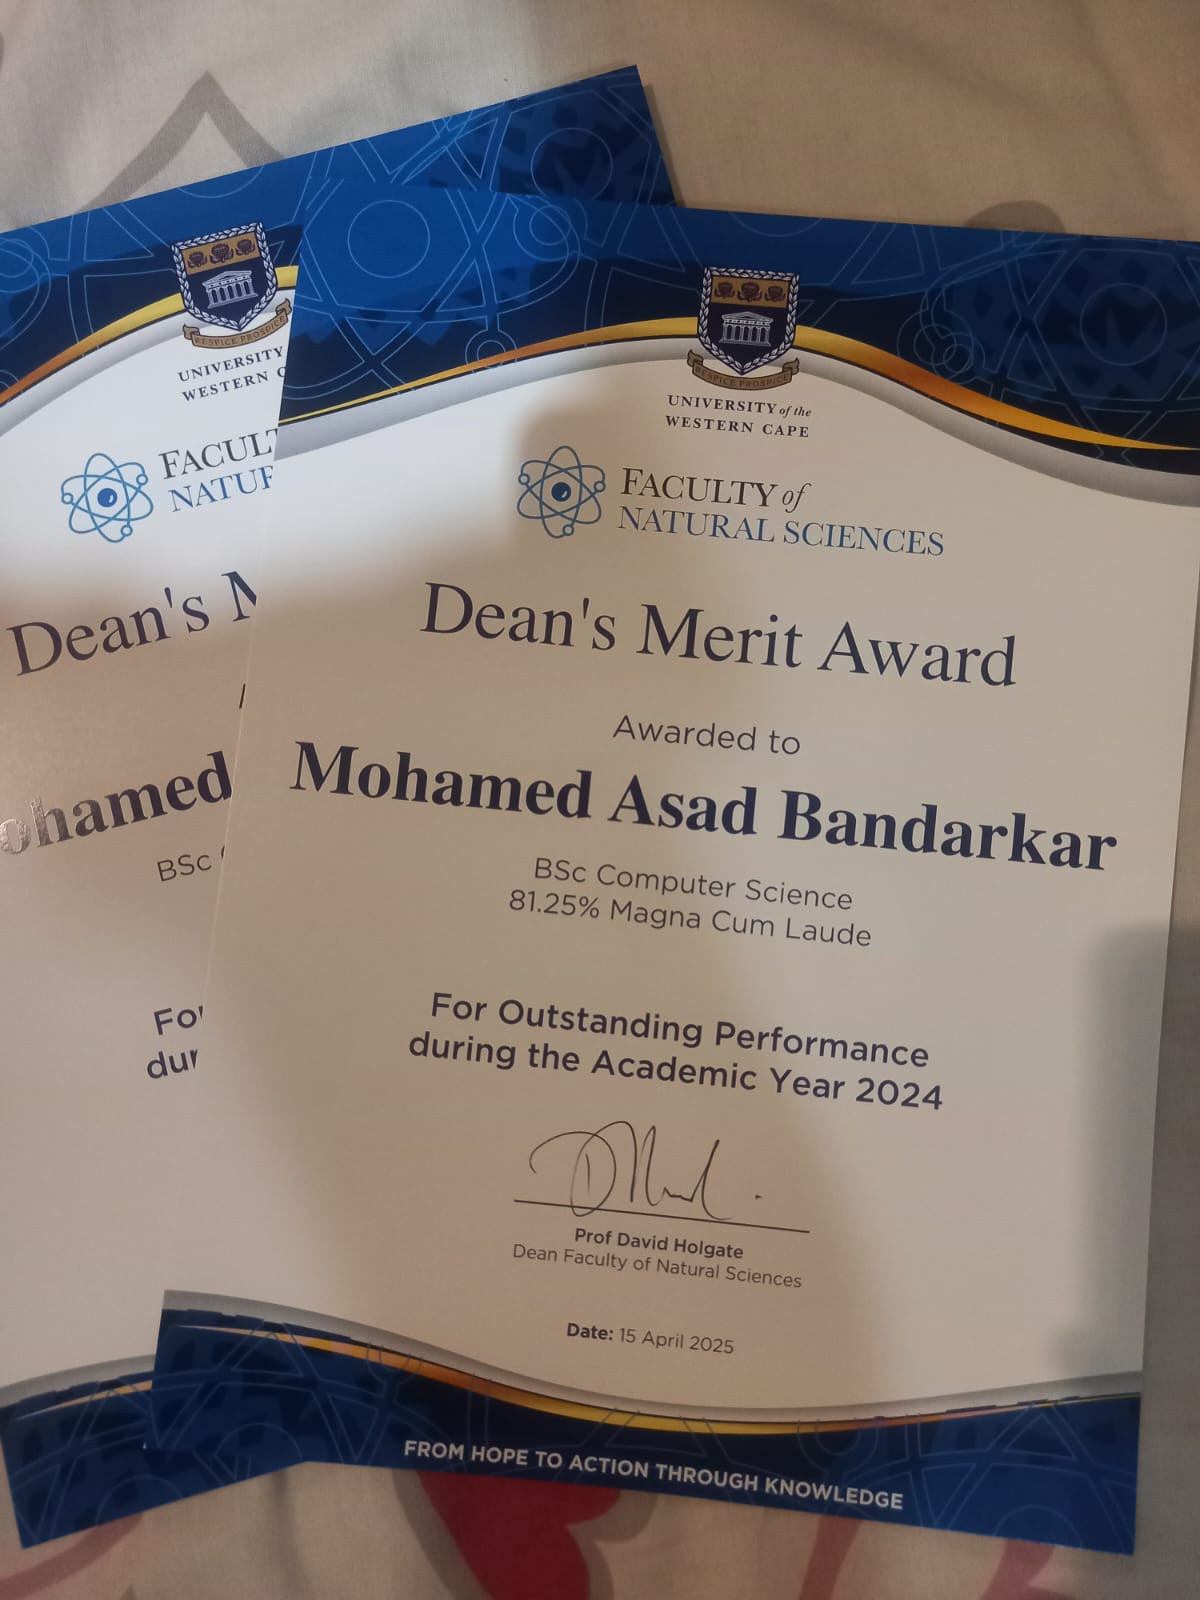 RESPICE PROSPICE
UNIVERSITY
WESTERN
FACULT
NATUR
Dean's M
ohamed
BSc
For
dur
RESPICE PROSPICE
UNIVERSITY of the
WESTERN CAPE
FACULTY of
NATURAL SCIENCES
Dean's Merit Award
Awarded to
Mohamed Asad Bandarkar
BSc Computer Science
81.25% Magna Cum Laude
For Outstanding Performance
during the Academic Year 2024
Prof David Holgate
Dean Faculty of Natural Sciences
Date: 15 April 2025
FROM HOPE TO ACTION THROUGH KNOWLEDGE